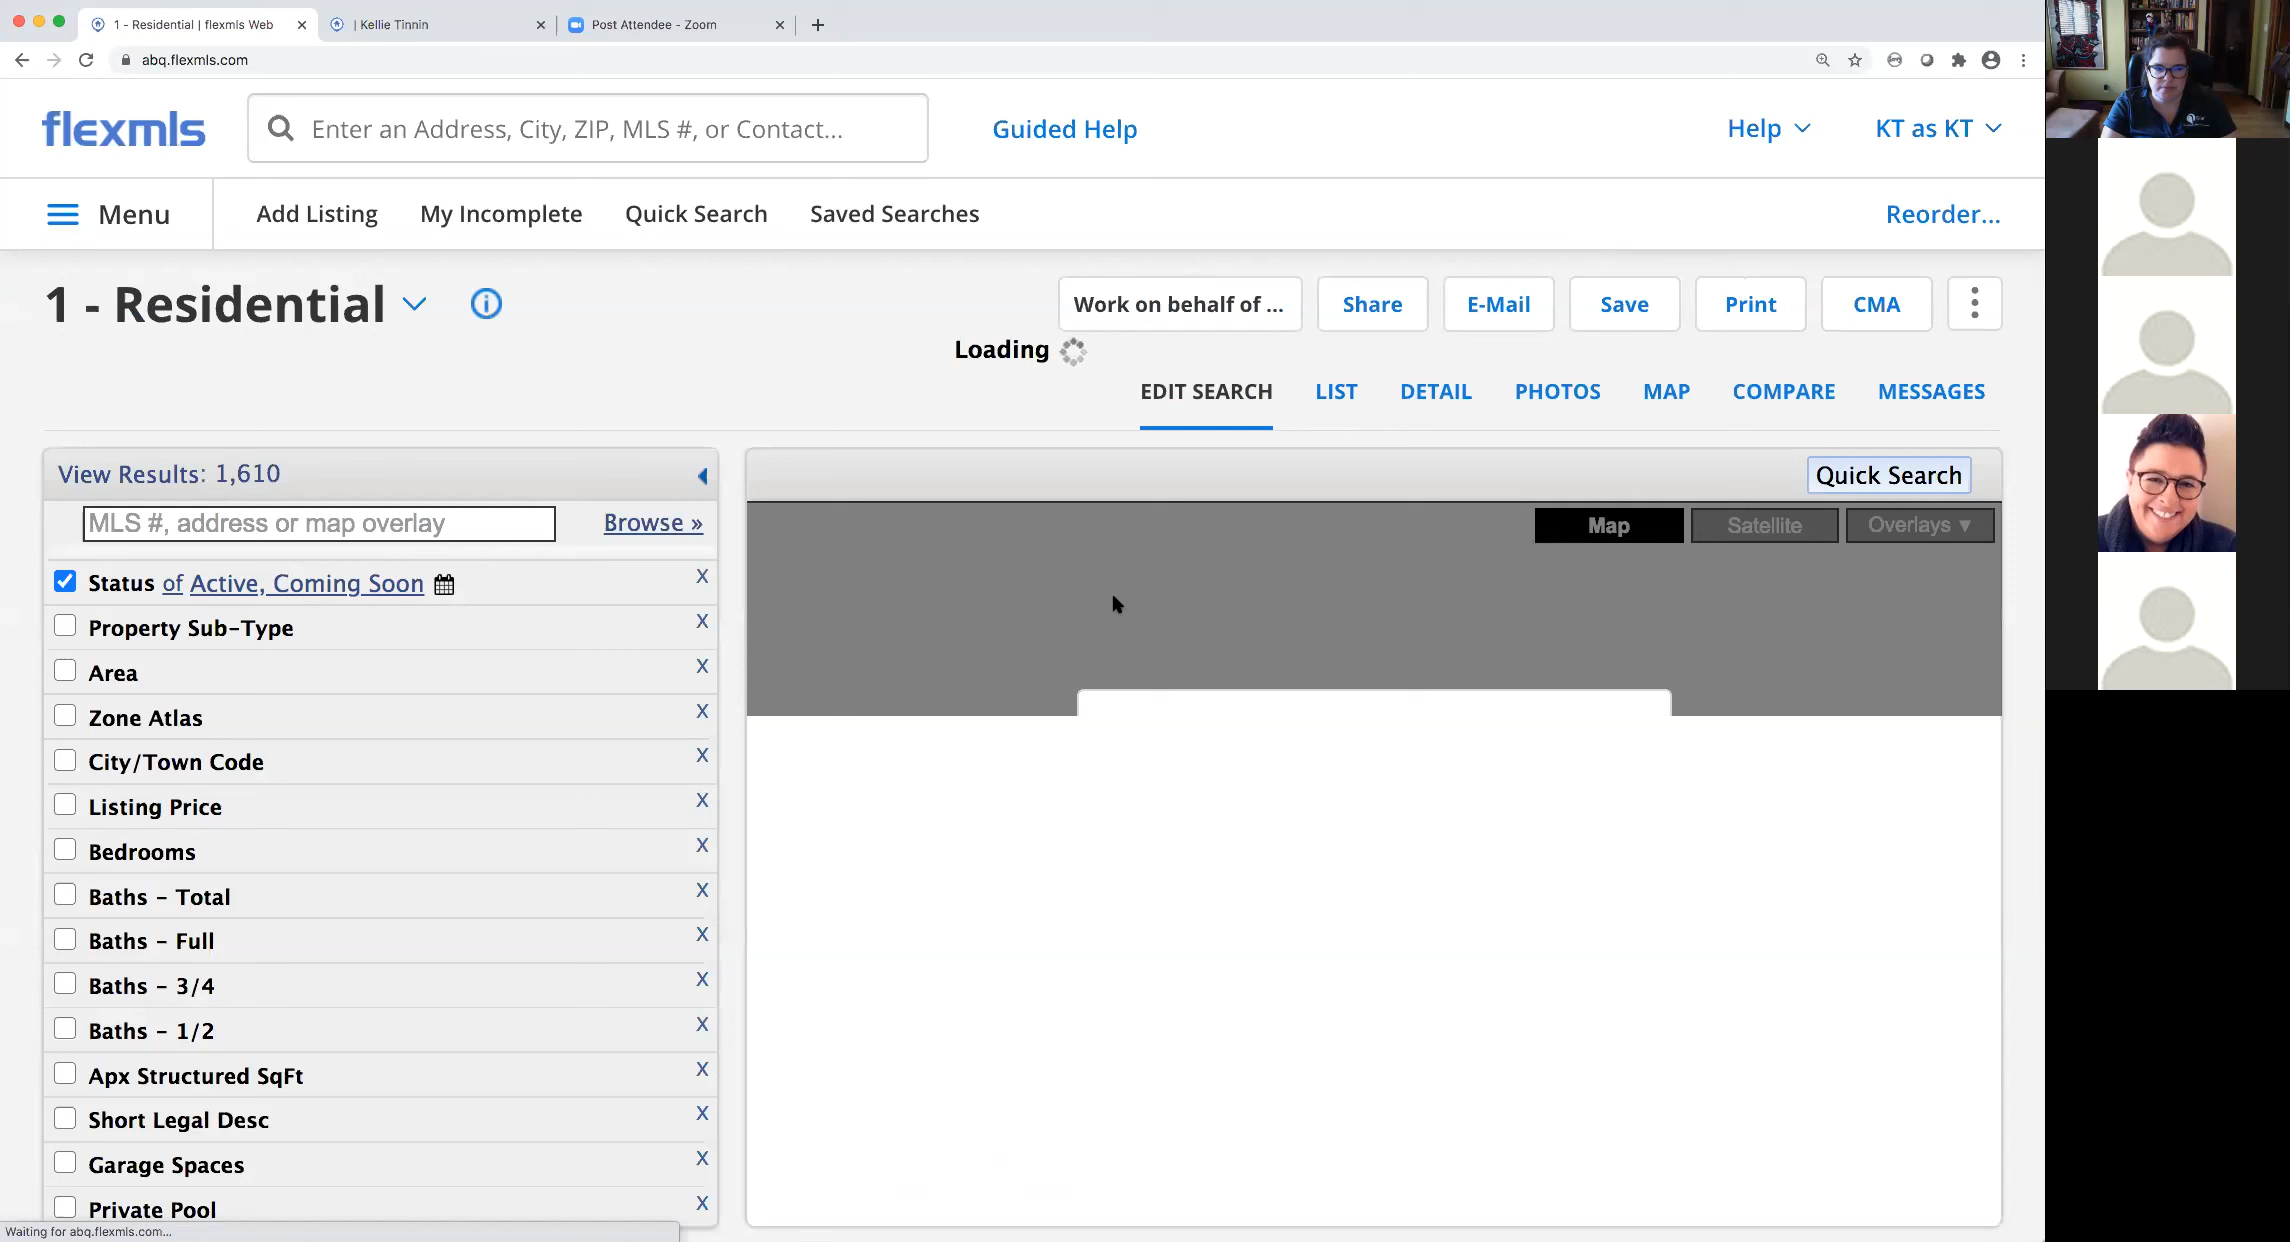 1 - Residential | flexmls Web
| Kellie Tinnin
Post Attendee - Zoom
abq.flexmls.com
flexmls
Enter an Address, City, ZIP, MLS #, or Contact...
Guided Help
Help
KT as KT
Menu
Add Listing
My Incomplete
Quick Search
Saved Searches
Reorder...
1 - Residential
Work on behalf of ...
Share
E-Mail
Save
Print
CMA
Loading
EDIT SEARCH
LIST
DETAIL
PHOTOS
MAP
COMPARE
MESSAGES
View Results: 1,610
Quick Search
MLS #, address or map overlay
Browse »
Map
Satellite
Overlays ▼
Status of Active, Coming Soon X
Property Sub-Type X
Area X
Zone Atlas X
City/Town Code X
Listing Price X
Bedrooms X
Baths - Total X
Baths - Full X
Baths - 3/4 X
Baths - 1/2 X
Apx Structured SqFt X
Short Legal Desc X
Garage Spaces X
Private Pool X
Waiting for abq.flexmls.com...